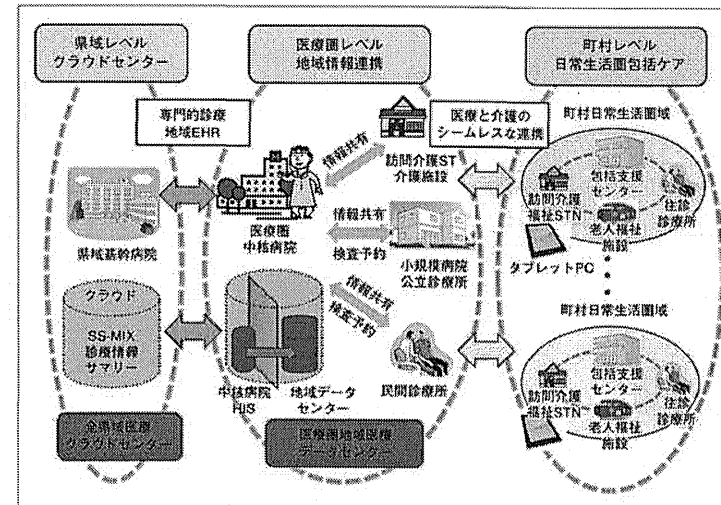 県域レベル
クラウドセンター
医療圏レベル
地域情報連携
町村レベル
日常生活圏包括ケア
専門的診療
地域EHR
医療と介護の
シームレスな連携
県域基幹病院
クラウド
SS-MIX
診療情報
サマリー
全県域医療
クラウドセンター
情報共有
訪問介護ST
介護施設
医療圏
中核病院
情報共有
検査予約
小規模病院
公立診療所
情報共有
検査予約
民間診療所
中核病院
HIS
地域データ
センター
医療圏地域医療
データセンター
町村日常生活圏域
包括支援
センター
訪問介護
福祉STN
老人福祉
施設
往診
診療所
タブレットPC
町村日常生活圏域
包括支援
センター
訪問介護
福祉STN
老人福祉
施設
往診
診療所